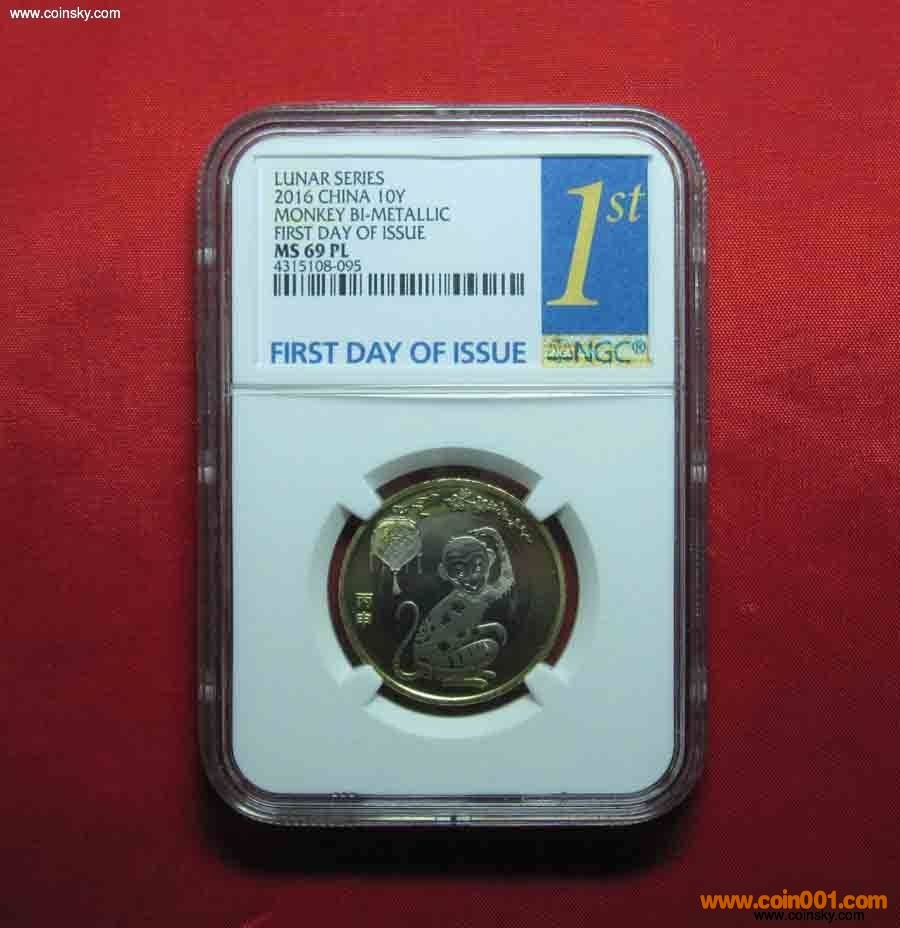 www.coinsky.com
LUNAR SERIES
2016 CHINA 10Y
MONKEY BI-METALLIC
FIRST DAY OF ISSUE
MS 69 PL
4315108-095
1st
FIRST DAY OF ISSUE
NGC®
丙申
www.coin001.com
www.coinsky.com